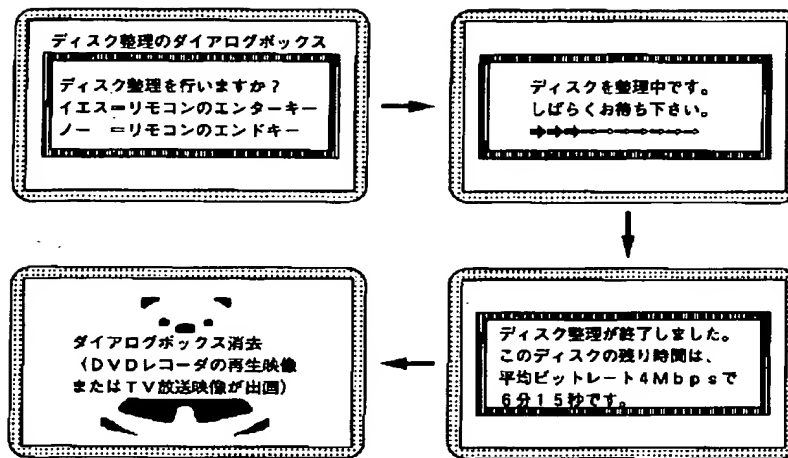 ディスク整理のダイアログボックス
ディスク整理を行いますか?
イエス=リモコンのエンターキー
ノー =リモコンのエンドキー
ディスクを整理中です。
しばらくお待ち下さい。
ディスク整理が終了しました。
このディスクの残り時間は、
平均ビットレート4Mbpsで
6分15秒です。
ダイアログボックス消去
(DVDレコーダの再生映像
またはTV放送映像が出画)